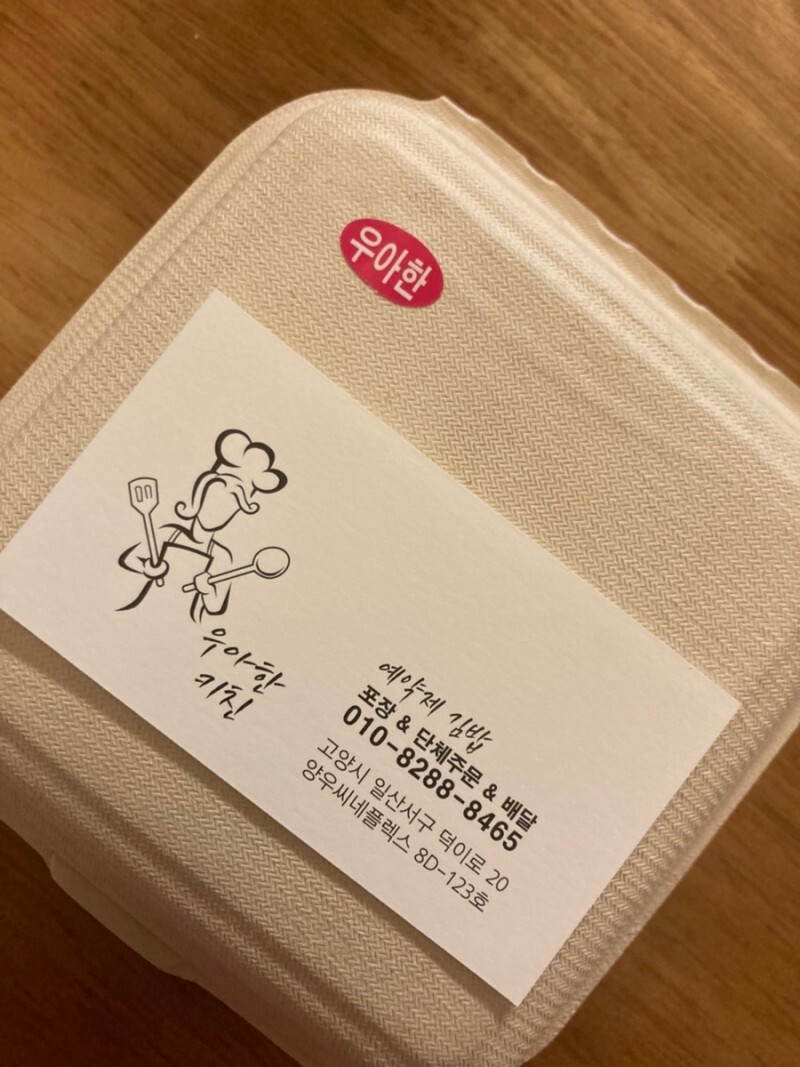 우아한
우아한
키친
예약제 김밥
포장 & 단체주문 & 배달
010-8288-8465
고양시 일산서구 덕이로 20
양우씨네플렉스 8D-123호